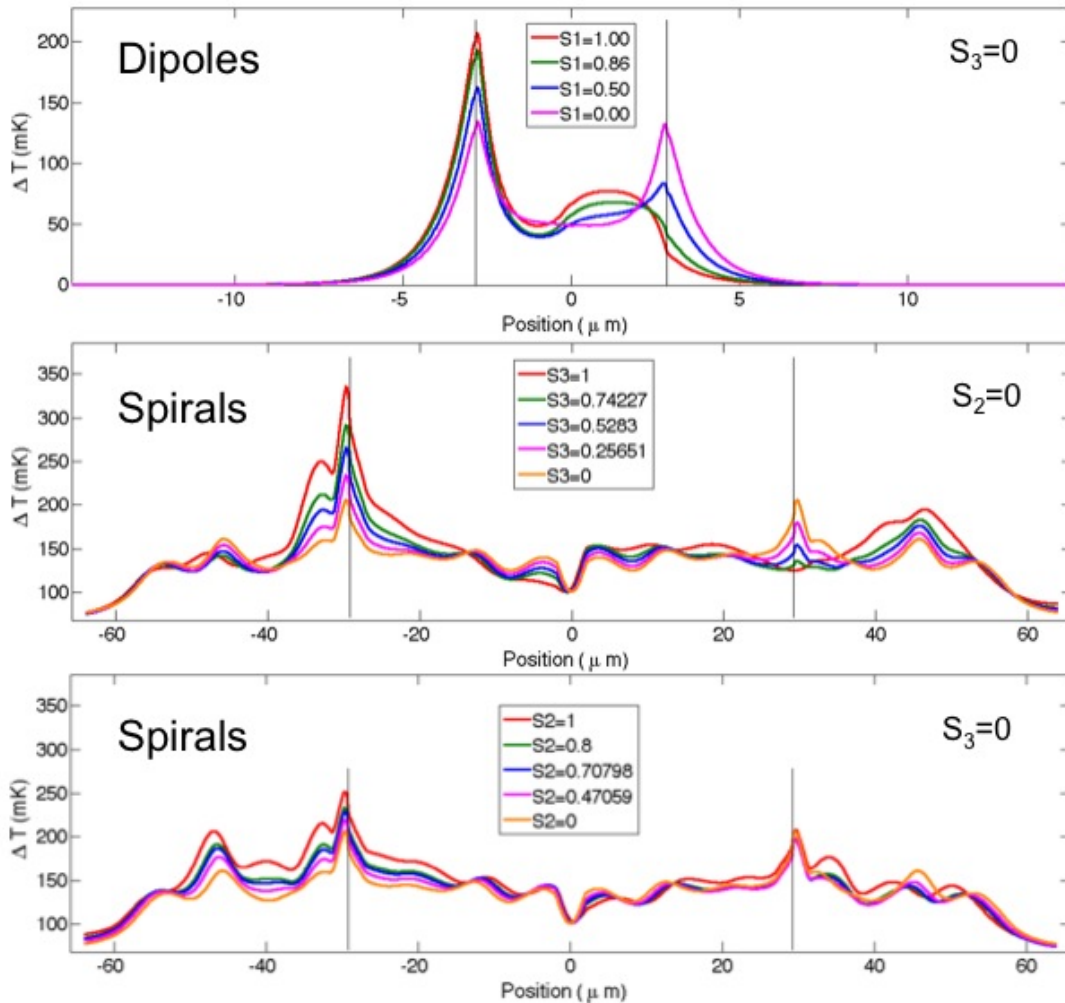 Dipoles
S3=0
S1=1.00
S1=0.86
S1=0.50
S1=0.00
Δ T (mK)
200
150
100
50
0
-10
-5
0
5
10
Position ( μ m)
Spirals
S2=0
S3=1
S3=0.74227
S3=0.5283
S3=0.25651
S3=0
Δ T (mK)
350
300
250
200
150
100
-60
-40
-20
0
20
40
60
Position ( μ m)
Spirals
S3=0
S2=1
S2=0.8
S2=0.70798
S2=0.47059
S2=0
Δ T (mK)
350
300
250
200
150
100
-60
-40
-20
0
20
40
60
Position ( μ m)